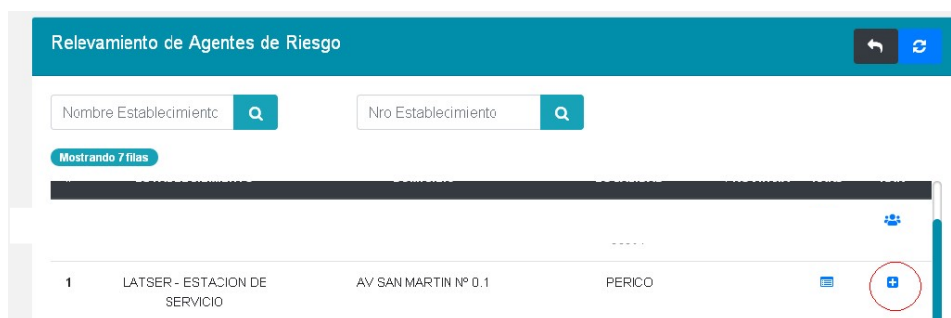 Relevamiento de Agentes de Riesgo
Nombre Establecimientc
Nro Establecimiento
Mostrando 7 filas
1 LATSER - ESTACION DE SERVICIO AV SAN MARTIN Nº 0.1 PERICO